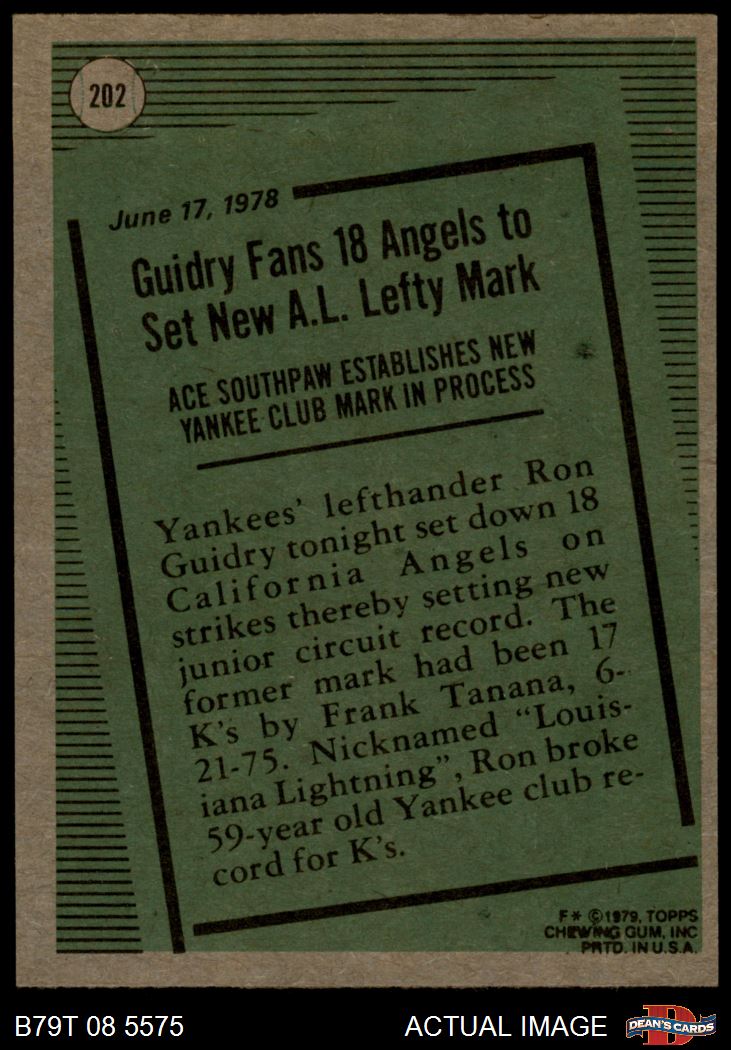 202
June 17, 1978
Guidry Fans 18 Angels to
Set New A.L. Lefty Mark
ACE SOUTHPAW ESTABLISHES NEW
YANKEE CLUB MARK IN PROCESS
Yankees' lefthander Ron
Guidry tonight set down 18
California Angels on
strikes thereby setting new
junior circuit record. The
former mark had been 17
K's by Frank Tanana, 6-
21-75. Nicknamed "Louis-
iana Lightning", Ron broke
59-year old Yankee club re-
cord for K's.
F* ©1979, TOPPS
CHEWING GUM, INC
PRTD. IN U.S.A.
B79T 08 5575
ACTUAL IMAGE
D
DEAN'S CARDS